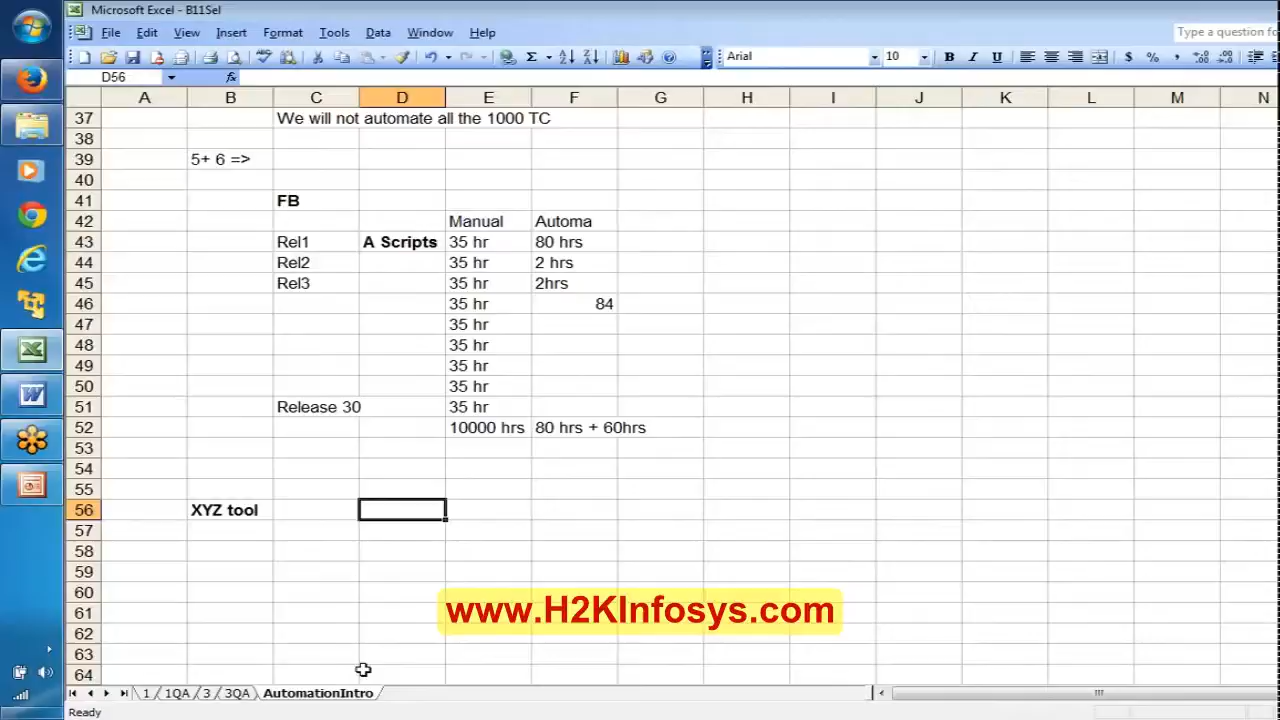 Microsoft Excel - B11Sel
File Edit View Insert Format Tools Data Window Help
Type a question fo
Arial 10 B I U $ % ,
D56 fx
A B C D E F G H I J K L M N
37 We will not automate all the 1000 TC
38
39 5+ 6 =>
40
41 FB
42 Manual Automa
43 Rel1 A Scripts 35 hr 80 hrs
44 Rel2 35 hr 2 hrs
45 Rel3 35 hr 2hrs
46 35 hr 84
47 35 hr
48 35 hr
49 35 hr
50 35 hr
51 Release 30 35 hr
52 10000 hrs 80 hrs + 60hrs
53
54
55
56 XYZ tool
57
58
59
60
61
www.H2KInfosys.com
62
63
64
1 1QA 3 3QA AutomationIntro
Ready